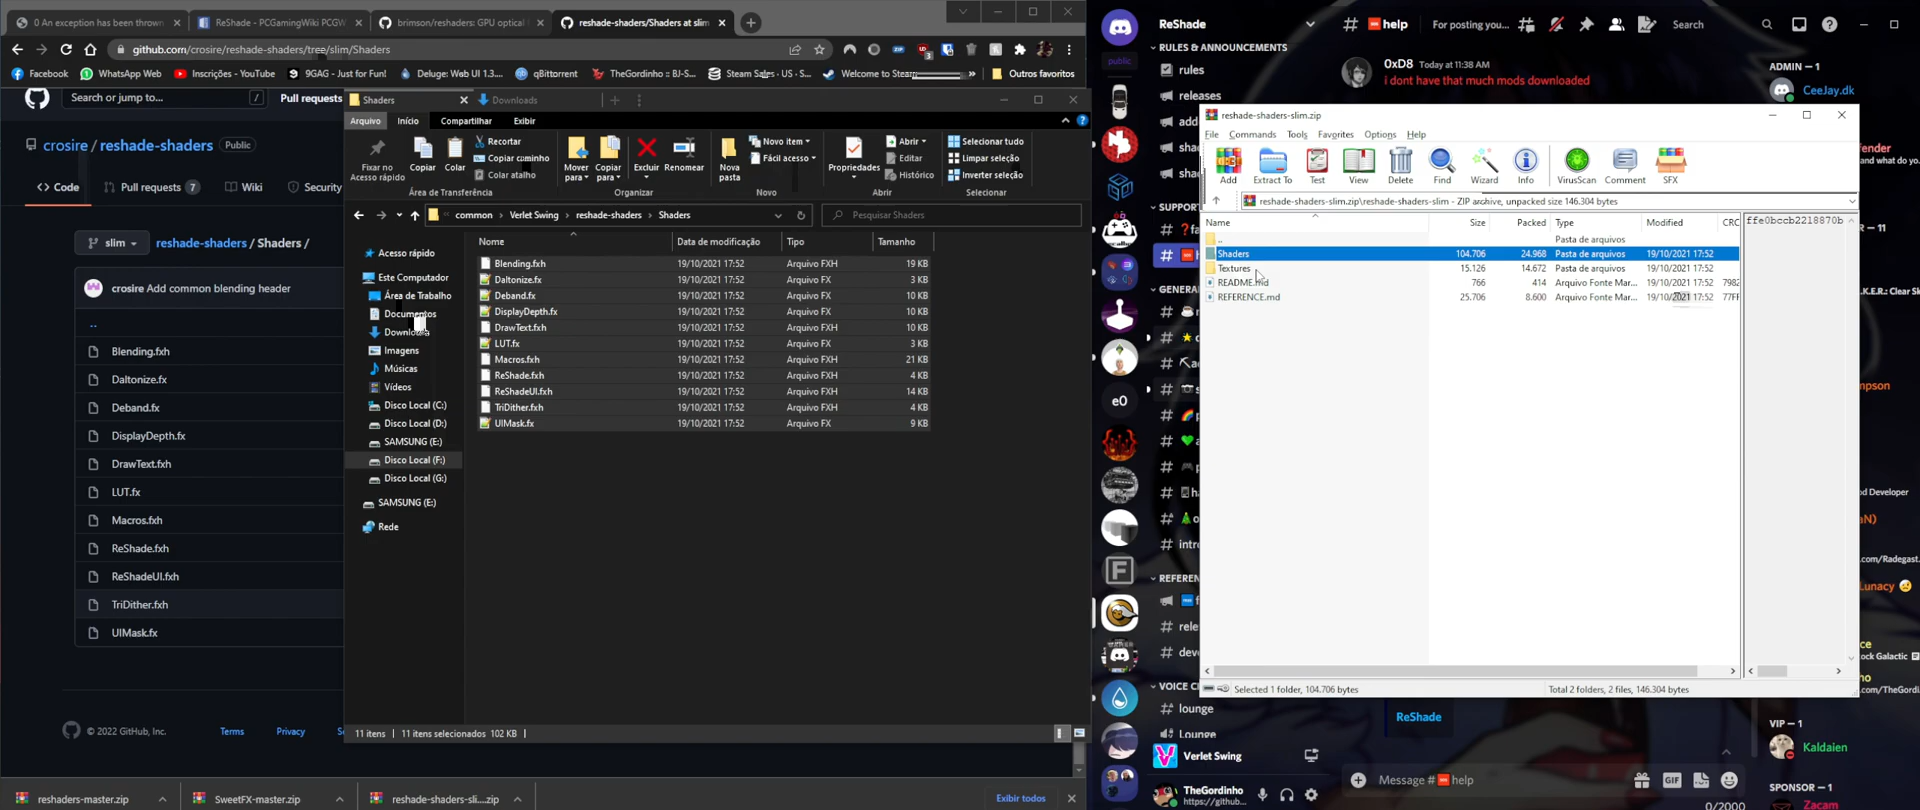 0 An exception has been thrown
ReShade - PCGamingWiki PCGW
brimson/reshaders: GPU optical
reshade-shaders/Shaders at slim
github.com/crosire/reshade-shaders/tree/slim/Shaders
Facebook
WhatsApp Web
Inscrições - YouTube
9GAG - Just for Fun!
Deluge: Web UI 1.3....
qBittorrent
TheGordinho :: BJ-S...
Steam Sales - US - S...
Welcome to Steam
Outros favoritos
Search or jump to...
/
Pull requests
crosire / reshade-shaders
Public
Code
Pull requests 7
Wiki
Security
slim
reshade-shaders / Shaders /
crosire Add common blending header
..
Blending.fxh
Daltonize.fx
Deband.fx
DisplayDepth.fx
DrawText.fxh
LUT.fx
Macros.fxh
ReShade.fxh
ReShadeUI.fxh
TriDither.fxh
UIMask.fx
© 2022 GitHub, Inc.
Terms
Privacy
reshaders-master.zip
SweetFX-master.zip
reshade-shaders-sli....zip
Exibir todos
Shaders
Downloads
Arquivo
Início
Compartilhar
Exibir
Fixar no Acesso rápido
Copiar
Colar
Recortar
Copiar caminho
Colar atalho
Mover para
Copiar para
Excluir
Renomear
Nova pasta
Novo item
Fácil acesso
Propriedades
Abrir
Editar
Histórico
Selecionar tudo
Limpar seleção
Inverter seleção
Área de Transferência
Organizar
Novo
Abrir
Selecionar
common
Verlet Swing
reshade-shaders
Shaders
Pesquisar Shaders
Acesso rápido
Este Computador
Área de Trabalho
Documentos
Downloads
Imagens
Músicas
Vídeos
Disco Local (C:)
Disco Local (D:)
SAMSUNG (E:)
Disco Local (F:)
Disco Local (G:)
SAMSUNG (E:)
Rede
Nome Data de modificação Tipo Tamanho
Blending.fxh 19/10/2021 17:52 Arquivo FXH 19 KB
Daltonize.fx 19/10/2021 17:52 Arquivo FX 3 KB
Deband.fx 19/10/2021 17:52 Arquivo FX 10 KB
DisplayDepth.fx 19/10/2021 17:52 Arquivo FX 10 KB
DrawText.fxh 19/10/2021 17:52 Arquivo FXH 10 KB
LUT.fx 19/10/2021 17:52 Arquivo FX 3 KB
Macros.fxh 19/10/2021 17:52 Arquivo FXH 21 KB
ReShade.fxh 19/10/2021 17:52 Arquivo FXH 4 KB
ReShadeUI.fxh 19/10/2021 17:52 Arquivo FXH 14 KB
TriDither.fxh 19/10/2021 17:52 Arquivo FXH 4 KB
UIMask.fx 19/10/2021 17:52 Arquivo FX 9 KB
11 itens 11 itens selecionados 102 KB
ReShade
help
For posting you...
Search
RULES & ANNOUNCEMENTS
rules
releases
0xD8 Today at 11:38 AM
i dont have that much mods downloaded
ADMIN — 1
CeeJay.dk
public
e0
reshade-shaders-slim.zip
File Commands Tools Favorites Options Help
Add
Extract To
Test
View
Delete
Find
Wizard
Info
VirusScan
Comment
SFX
reshade-shaders-slim.zip\reshade-shaders-slim - ZIP archive, unpacked size 146.304 bytes
Name Size Packed Type Modified CRC
ffe0bccb2218870b
.. Pasta de arquivos
Shaders 104.706 24.968 Pasta de arquivos 19/10/2021 17:52
Textures 15.126 14.672 Pasta de arquivos 19/10/2021 17:52
README.md 766 414 Arquivo Fonte Mar... 19/10/2021 17:52 7982
REFERENCE.md 25.706 8.600 Arquivo Fonte Mar... 19/10/2021 17:52 77FF
Selected 1 folder, 104.706 bytes
Total 2 folders, 2 files, 146.304 bytes
lounge
Lounge
Verlet Swing
TheGordinho
https://github...
ReShade
Message # help
GIF
0/2000
VIP — 1
Kaldaien
SPONSOR — 1
Zacam